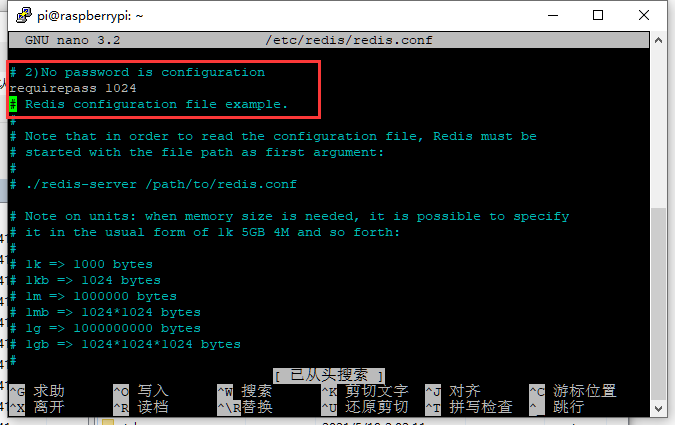 pi@raspberrypi: ~
GNU nano 3.2 /etc/redis/redis.conf
# 2)No password is configuration
requirepass 1024
# Redis configuration file example.
#
# Note that in order to read the configuration file, Redis must be
# started with the file path as first argument:
#
# ./redis-server /path/to/redis.conf
# Note on units: when memory size is needed, it is possible to specify
# it in the usual form of 1k 5GB 4M and so forth:
#
# 1k => 1000 bytes
# 1kb => 1024 bytes
# 1m => 1000000 bytes
# 1mb => 1024*1024 bytes
# 1g => 1000000000 bytes
# 1gb => 1024*1024*1024 bytes
#
[ 已从头搜索 ]
^G 求助 ^O 写入 ^W 搜索 ^K 剪切文字 ^J 对齐 ^C 游标位置
^X 离开 ^R 读档 ^\ 替换 ^U 还原剪切 ^T 拼写检查 ^_ 跳行